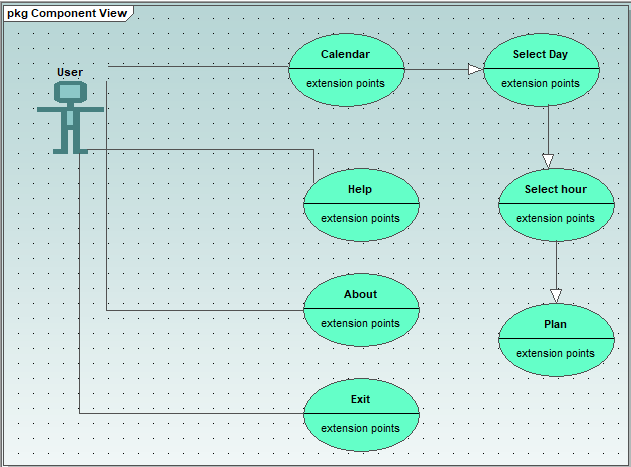 pkg Component View
User
Calendar
extension points
Select Day
extension points
Help
extension points
Select hour
extension points
About
extension points
Plan
extension points
Exit
extension points